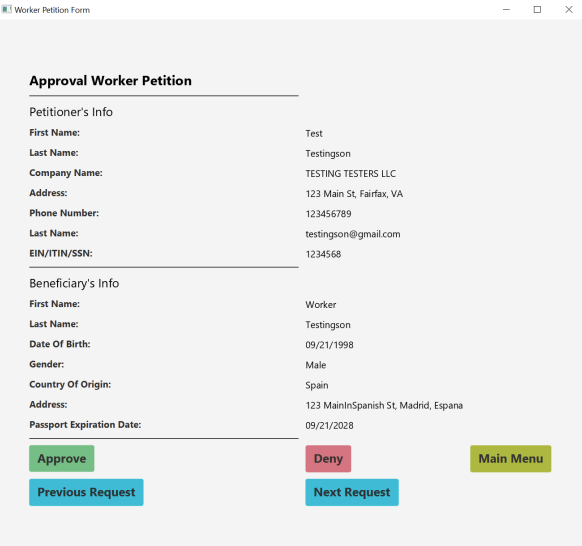 Worker Petition Form
Approval Worker Petition
Petitioner's Info
First Name: Test
Last Name: Testingson
Company Name: TESTING TESTERS LLC
Address: 123 Main St, Fairfax, VA
Phone Number: 123456789
Last Name: testingson@gmail.com
EIN/ITIN/SSN: 1234568
Beneficiary's Info
First Name: Worker
Last Name: Testingson
Date Of Birth: 09/21/1998
Gender: Male
Country Of Origin: Spain
Address: 123 MainInSpanish St, Madrid, Espana
Passport Expiration Date: 09/21/2028
Approve Deny Main Menu
Previous Request Next Request